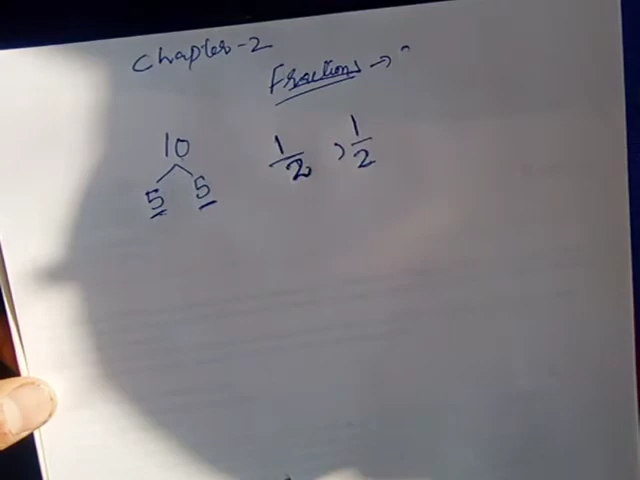 Chapter-2
Fractions → "
10
5 5
1/2 , 1/2